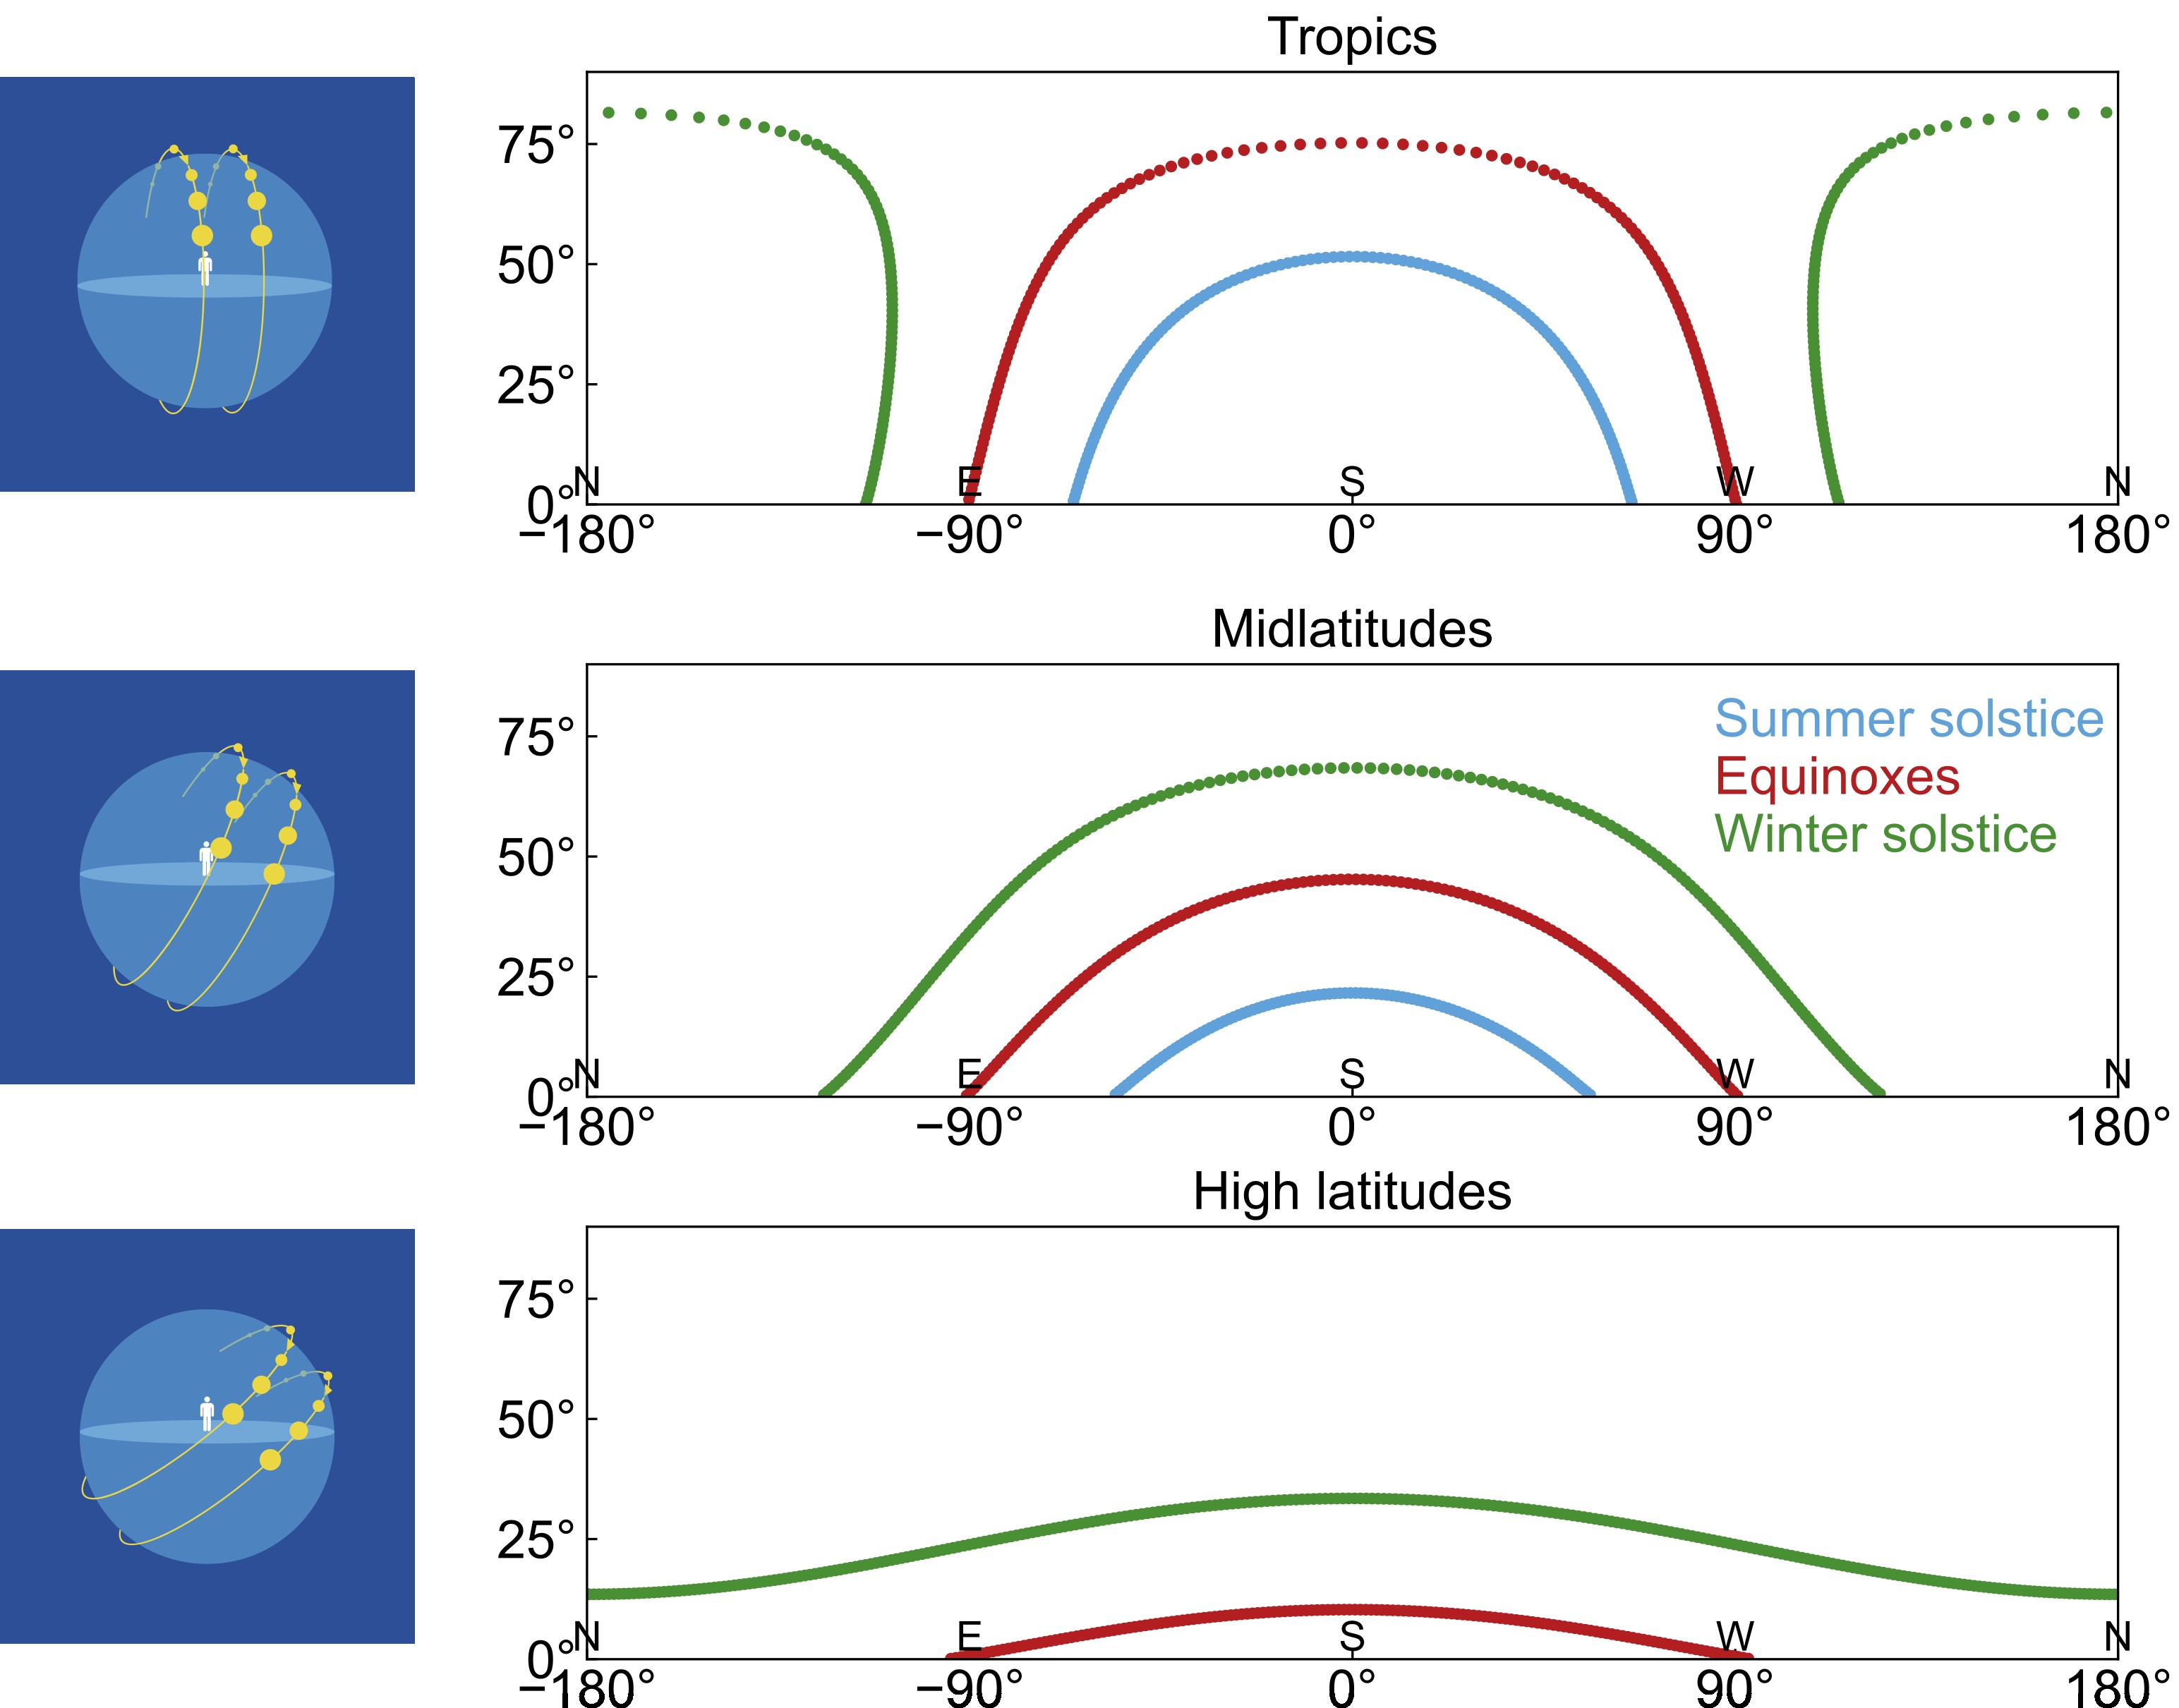 Tropics
75°
50°
25°
0°
N E S W N
−180° −90° 0° 90° 180°
Midlatitudes
Summer solstice
Equinoxes
Winter solstice
75°
50°
25°
0°
N E S W N
−180° −90° 0° 90° 180°
High latitudes
75°
50°
25°
0°
N E S W N
−180° −90° 0° 90° 180°